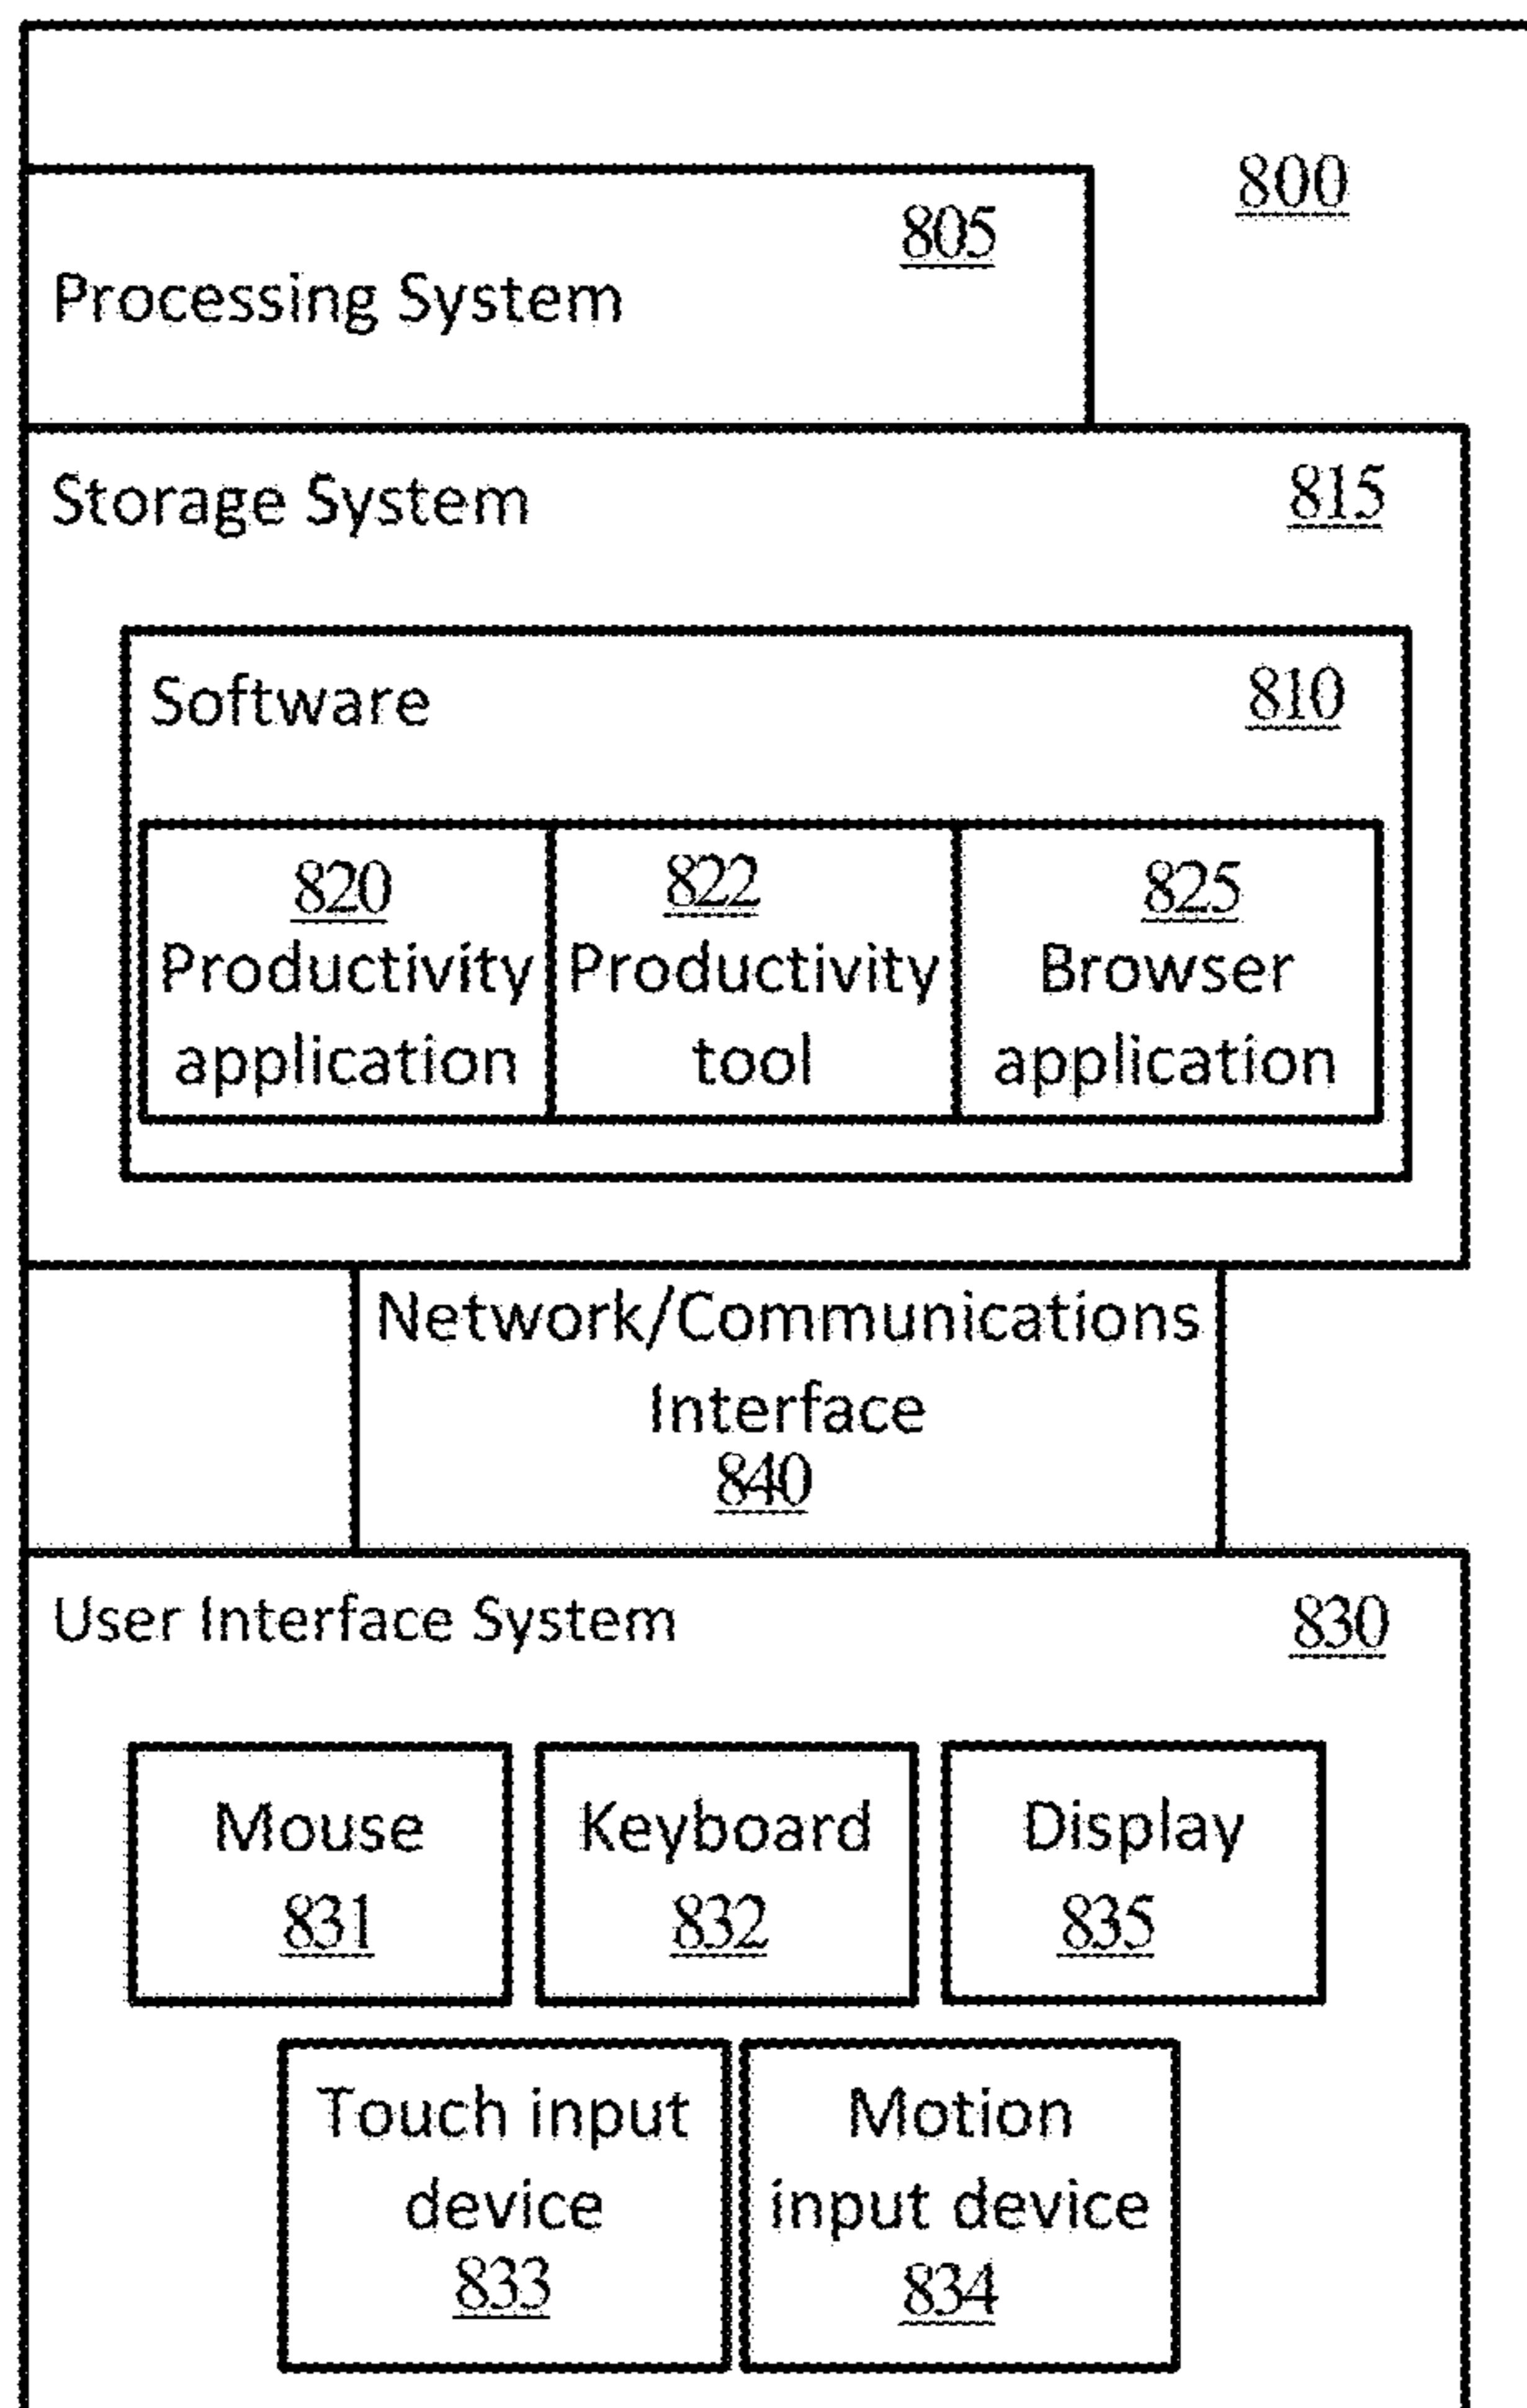 800
805
Processing System
Storage System 815
Software 810
820 822 825
Productivity Productivity Browser
application tool application
Network/Communications
Interface
840
User Interface System 830
Mouse Keyboard Display
831 832 835
Touch input Motion
device input device
833 834